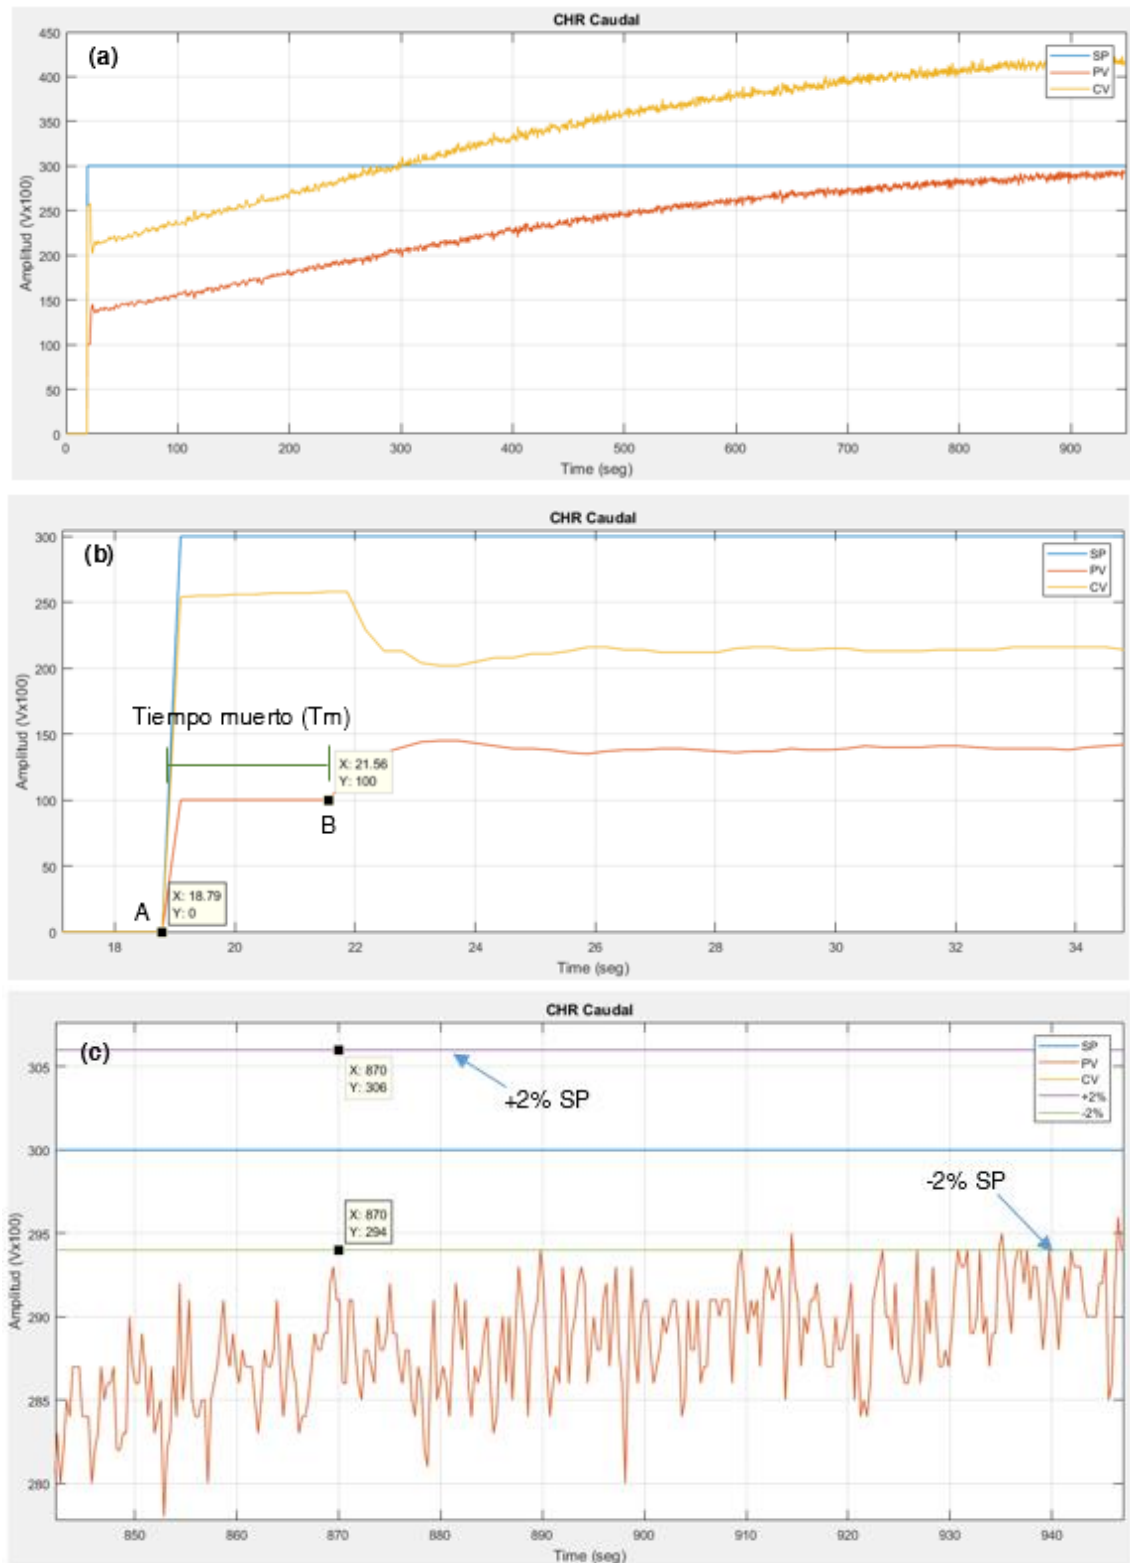 CHR Caudal
(a)
SP
PV
CV
450
400
350
300
250
200
150
100
50
0
Amplitud (Vx100)
0 100 200 300 400 500 600 700 800 900
Time (seg)
CHR Caudal
(b)
SP
PV
CV
300
250
200
150
100
50
0
Amplitud (Vx100)
Tiempo muerto (Tm)
X: 21.56
Y: 100
B
A
X: 18.79
Y: 0
18 20 22 24 26 28 30 32 34
Time (seg)
CHR Caudal
(c)
SP
PV
CV
+2%
-2%
305
300
295
290
285
280
Amplitud (Vx100)
X: 870
Y: 306
+2% SP
-2% SP
X: 870
Y: 294
850 860 870 880 890 900 910 920 930 940
Time (seg)